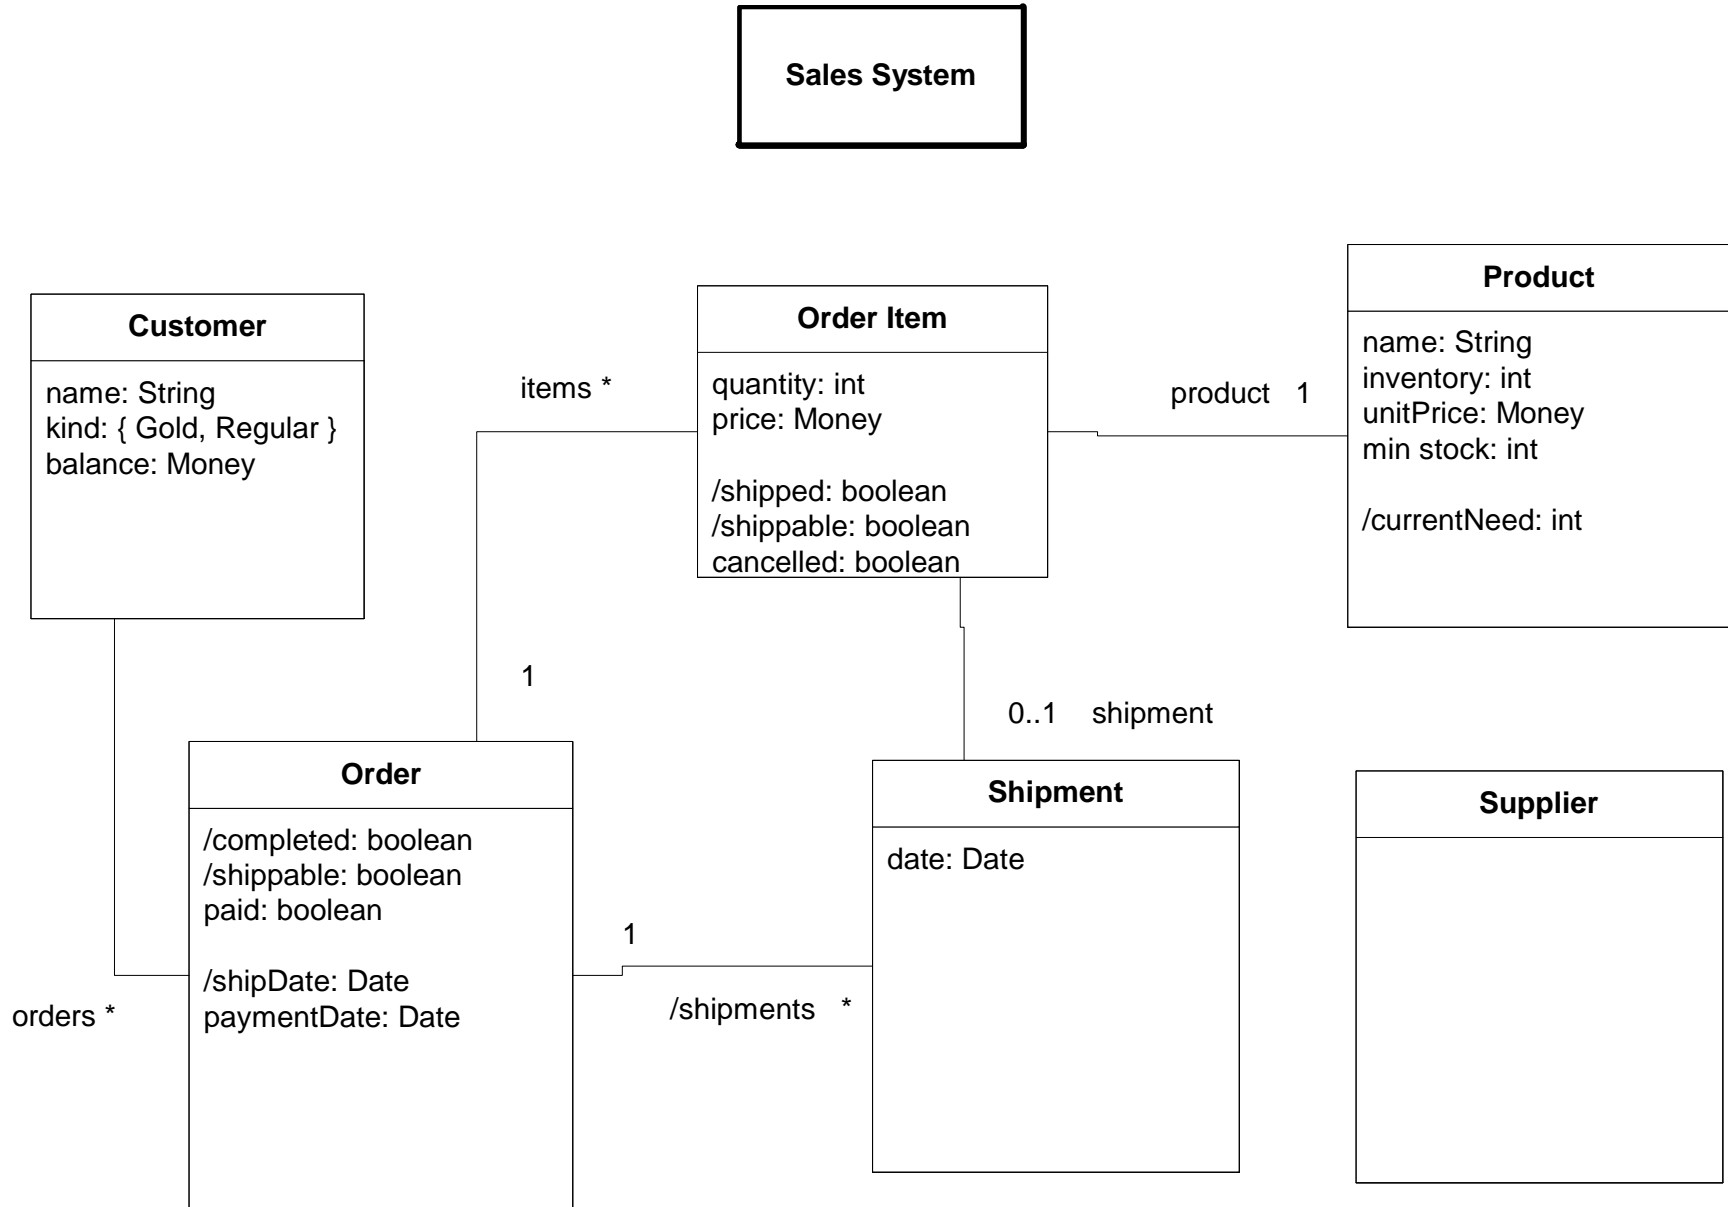 Sales System
Customer
name: String
kind: { Gold, Regular }
balance: Money
items *
Order Item
quantity: int
price: Money
/shipped: boolean
/shippable: boolean
cancelled: boolean
product 1
Product
name: String
inventory: int
unitPrice: Money
min stock: int
/currentNeed: int
1
0..1 shipment
orders *
Order
/completed: boolean
/shippable: boolean
paid: boolean
/shipDate: Date
paymentDate: Date
1
/shipments *
Shipment
date: Date
Supplier